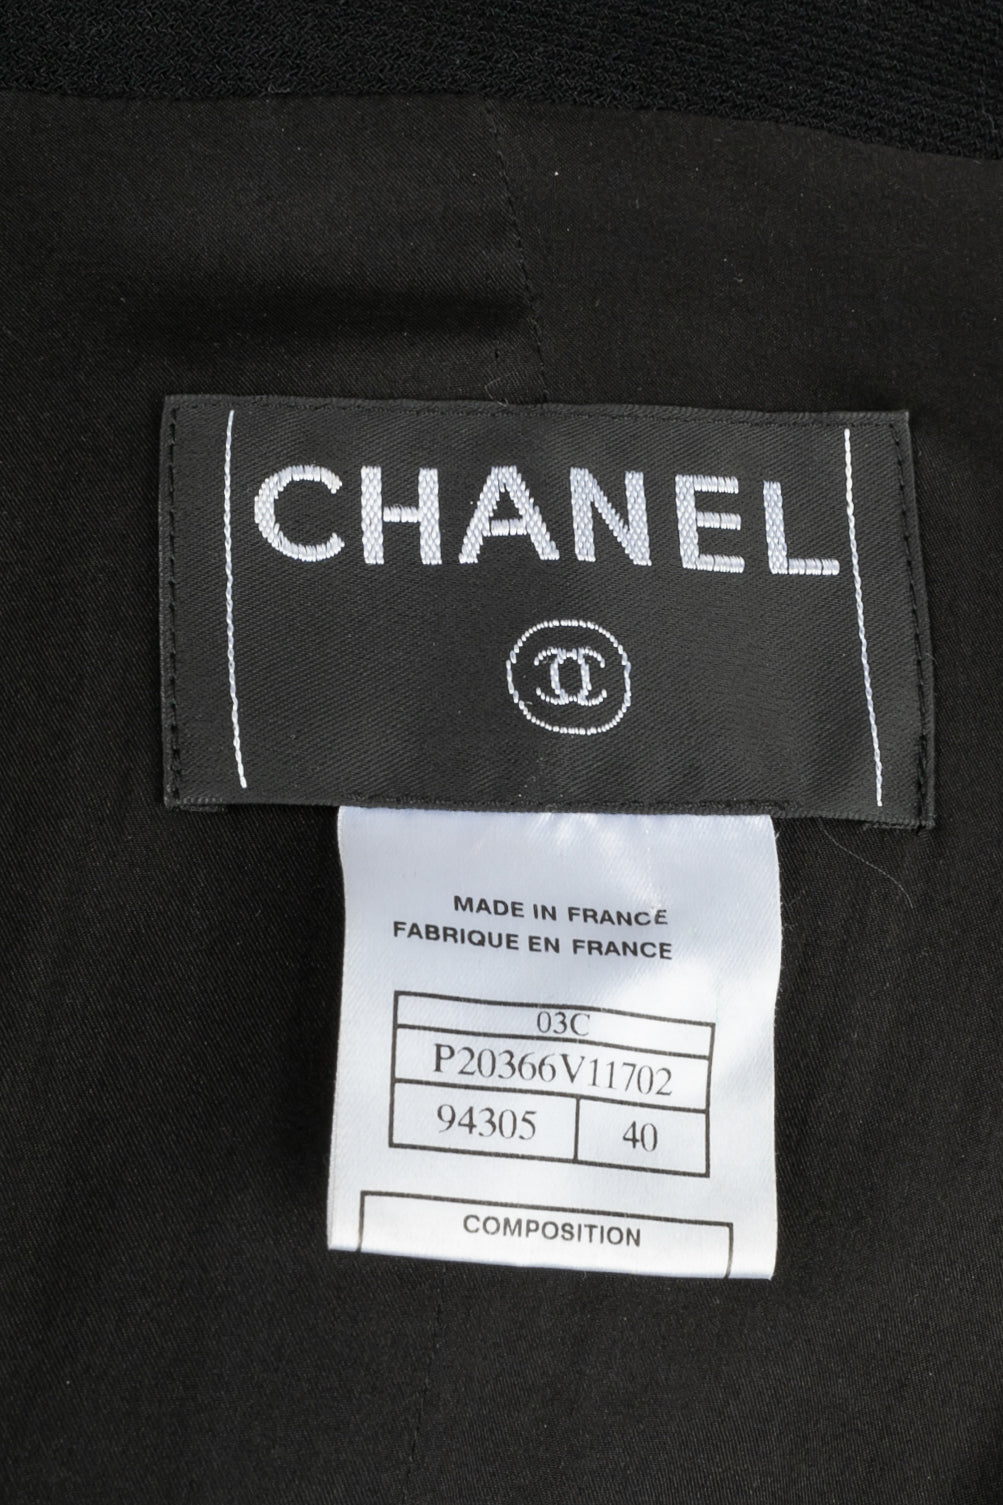 CHANEL
MADE IN FRANCE
FABRIQUE EN FRANCE
03C
P20366V11702
94305 40
COMPOSITION